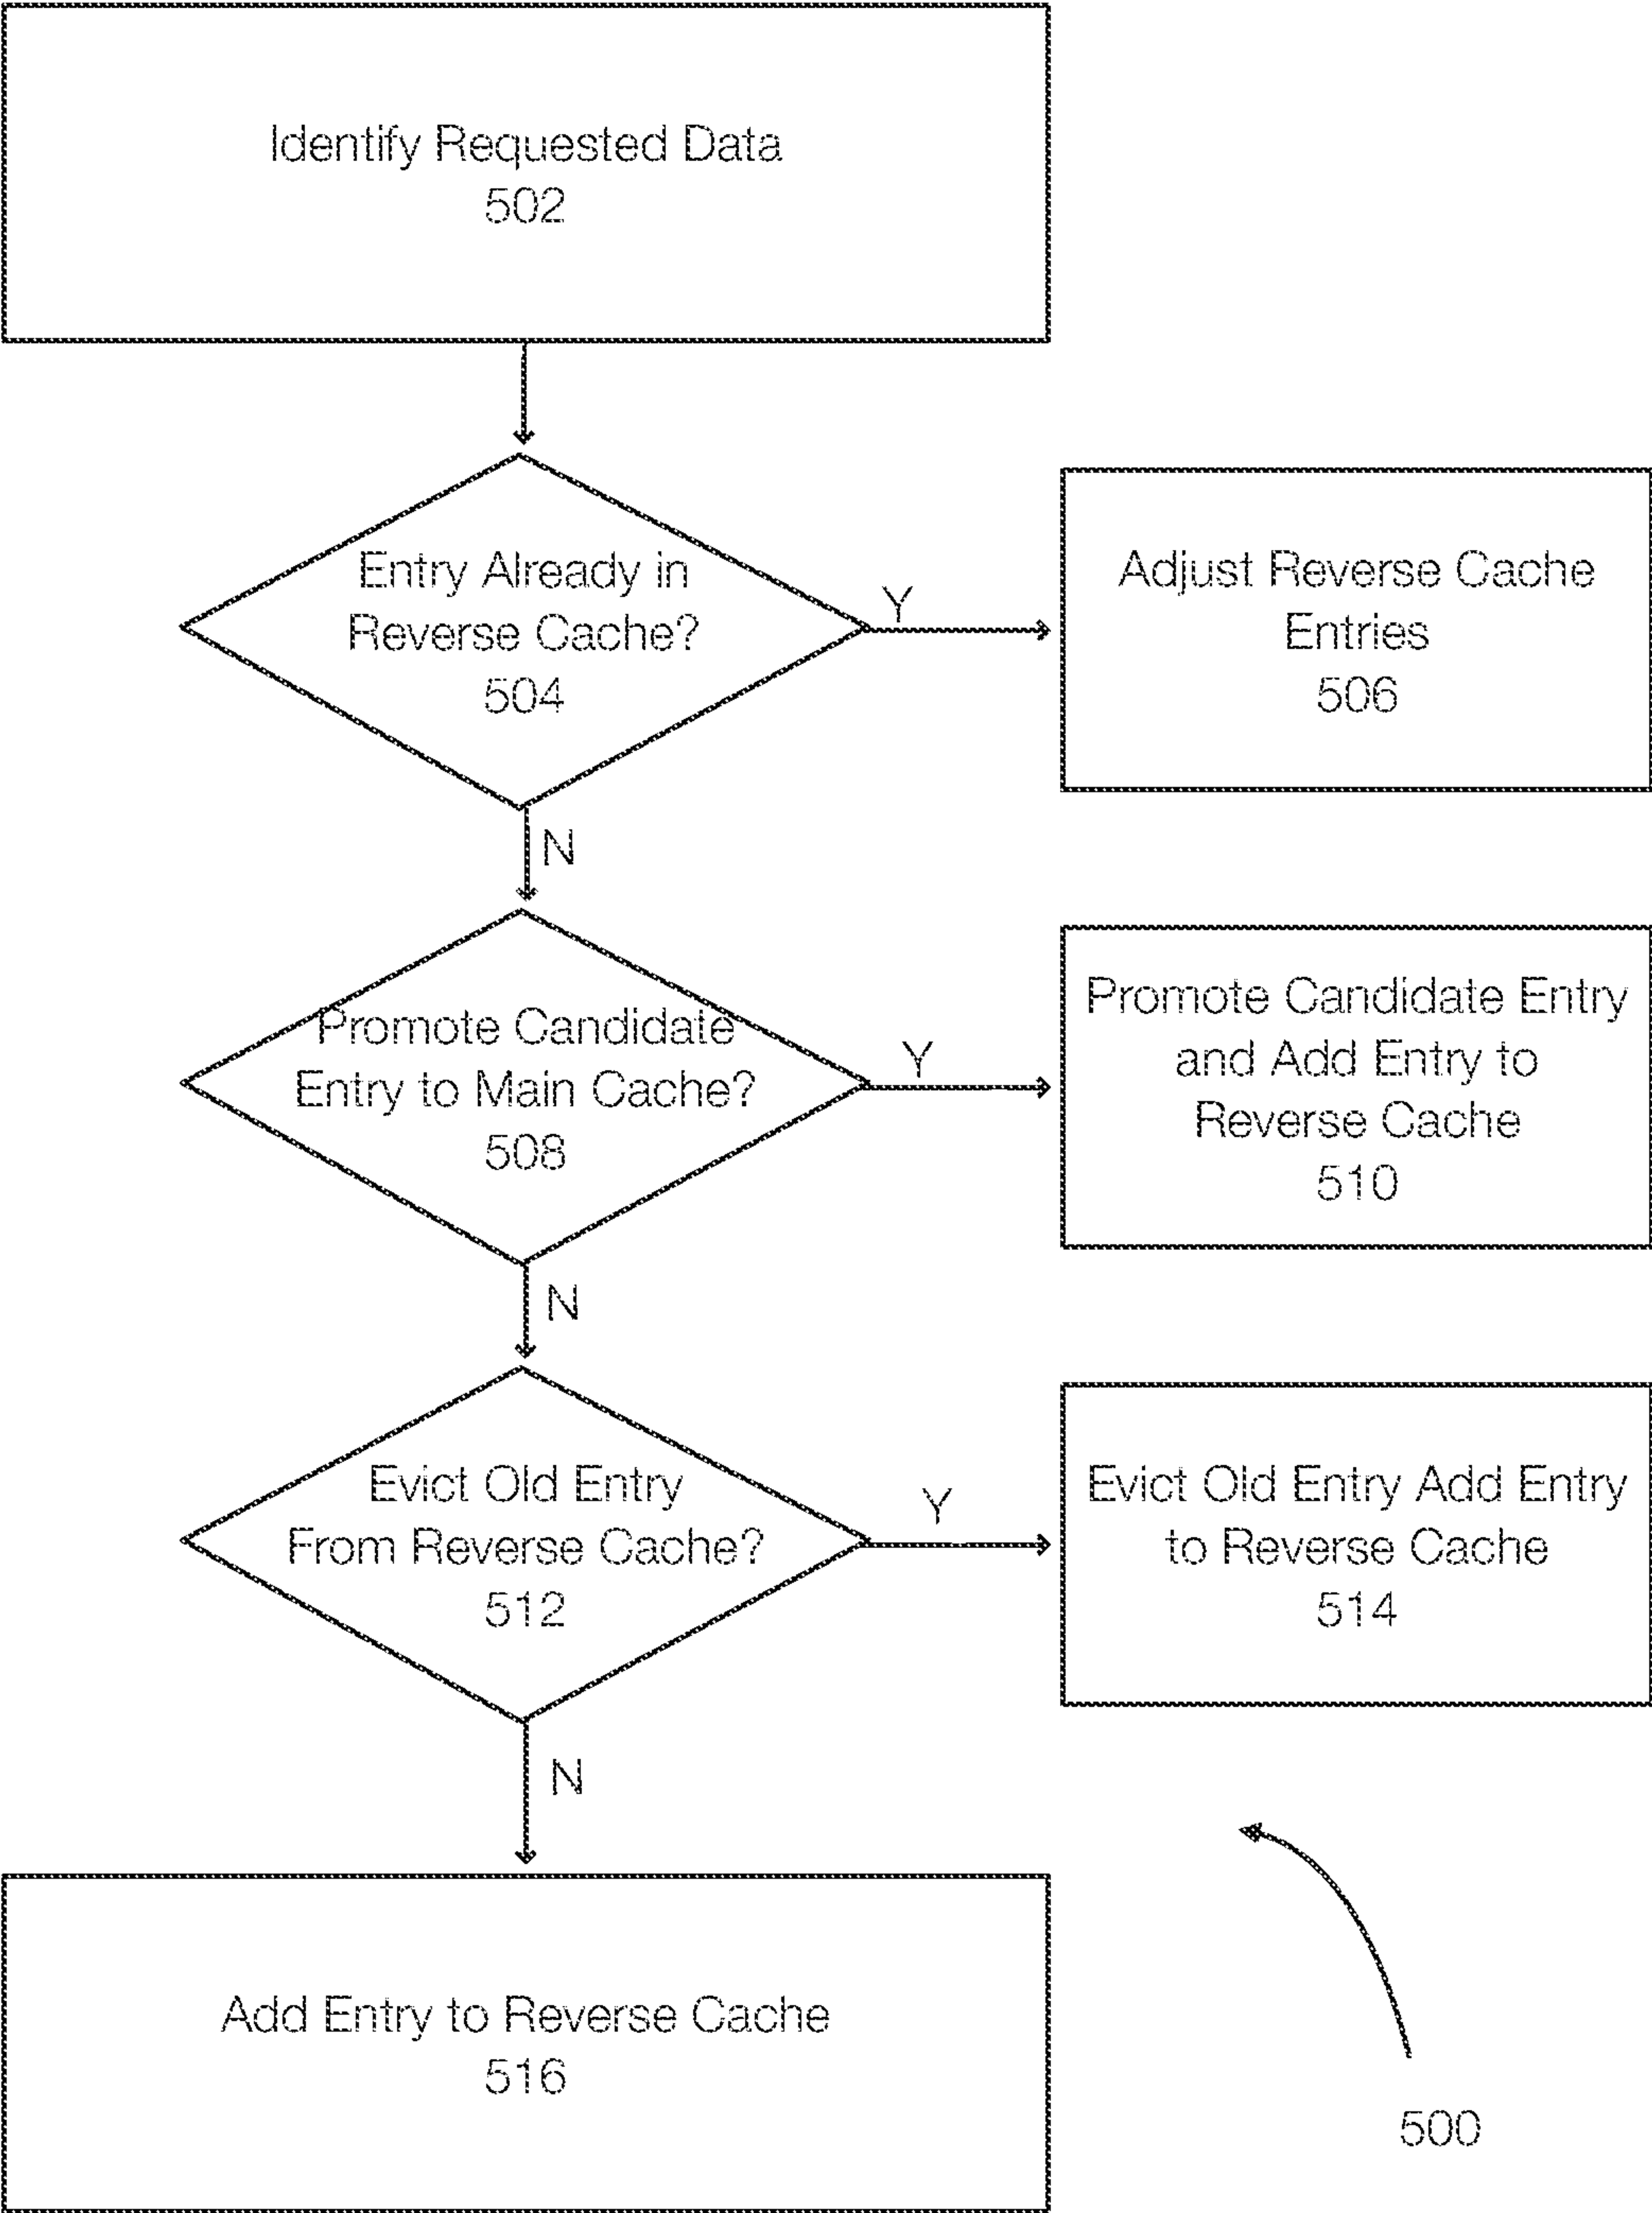 Identify Requested Data
502
Entry Already in
Reverse Cache?
504
Y
Adjust Reverse Cache
Entries
506
N
Promote Candidate
Entry to Main Cache?
508
Y
Promote Candidate Entry
and Add Entry to
Reverse Cache
510
N
Evict Old Entry
From Reverse Cache?
512
Y
Evict Old Entry Add Entry
to Reverse Cache
514
N
Add Entry to Reverse Cache
516
500